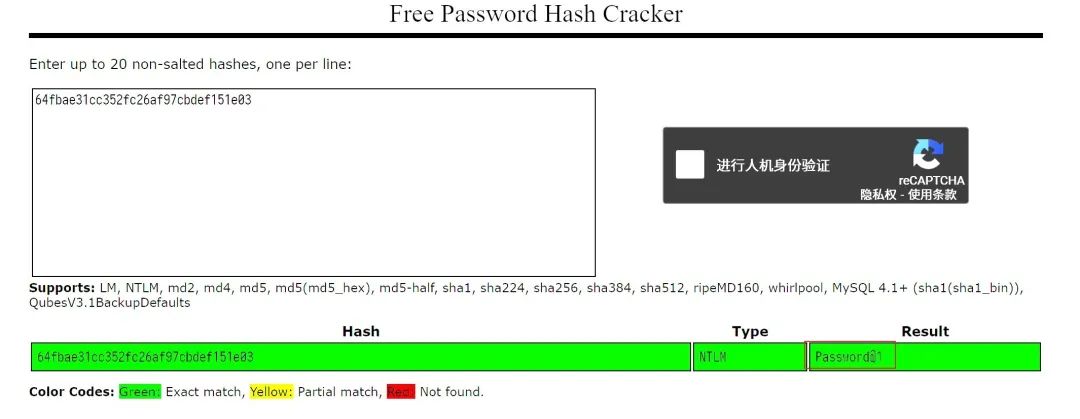 Free Password Hash Cracker
Enter up to 20 non-salted hashes, one per line:
64fbae31cc352fc26af97cbdef151e03
进行人机身份验证
reCAPTCHA
隐私权 - 使用条款
Supports: LM, NTLM, md2, md4, md5, md5(md5_hex), md5-half, sha1, sha224, sha256, sha384, sha512, ripeMD160, whirlpool, MySQL 4.1+ (sha1(sha1_bin)),
QubesV3.1BackupDefaults
Hash Type Result
64fbae31cc352fc26af97cbdef151e03 NTLM Password@1
Color Codes: Green: Exact match, Yellow: Partial match, Red: Not found.